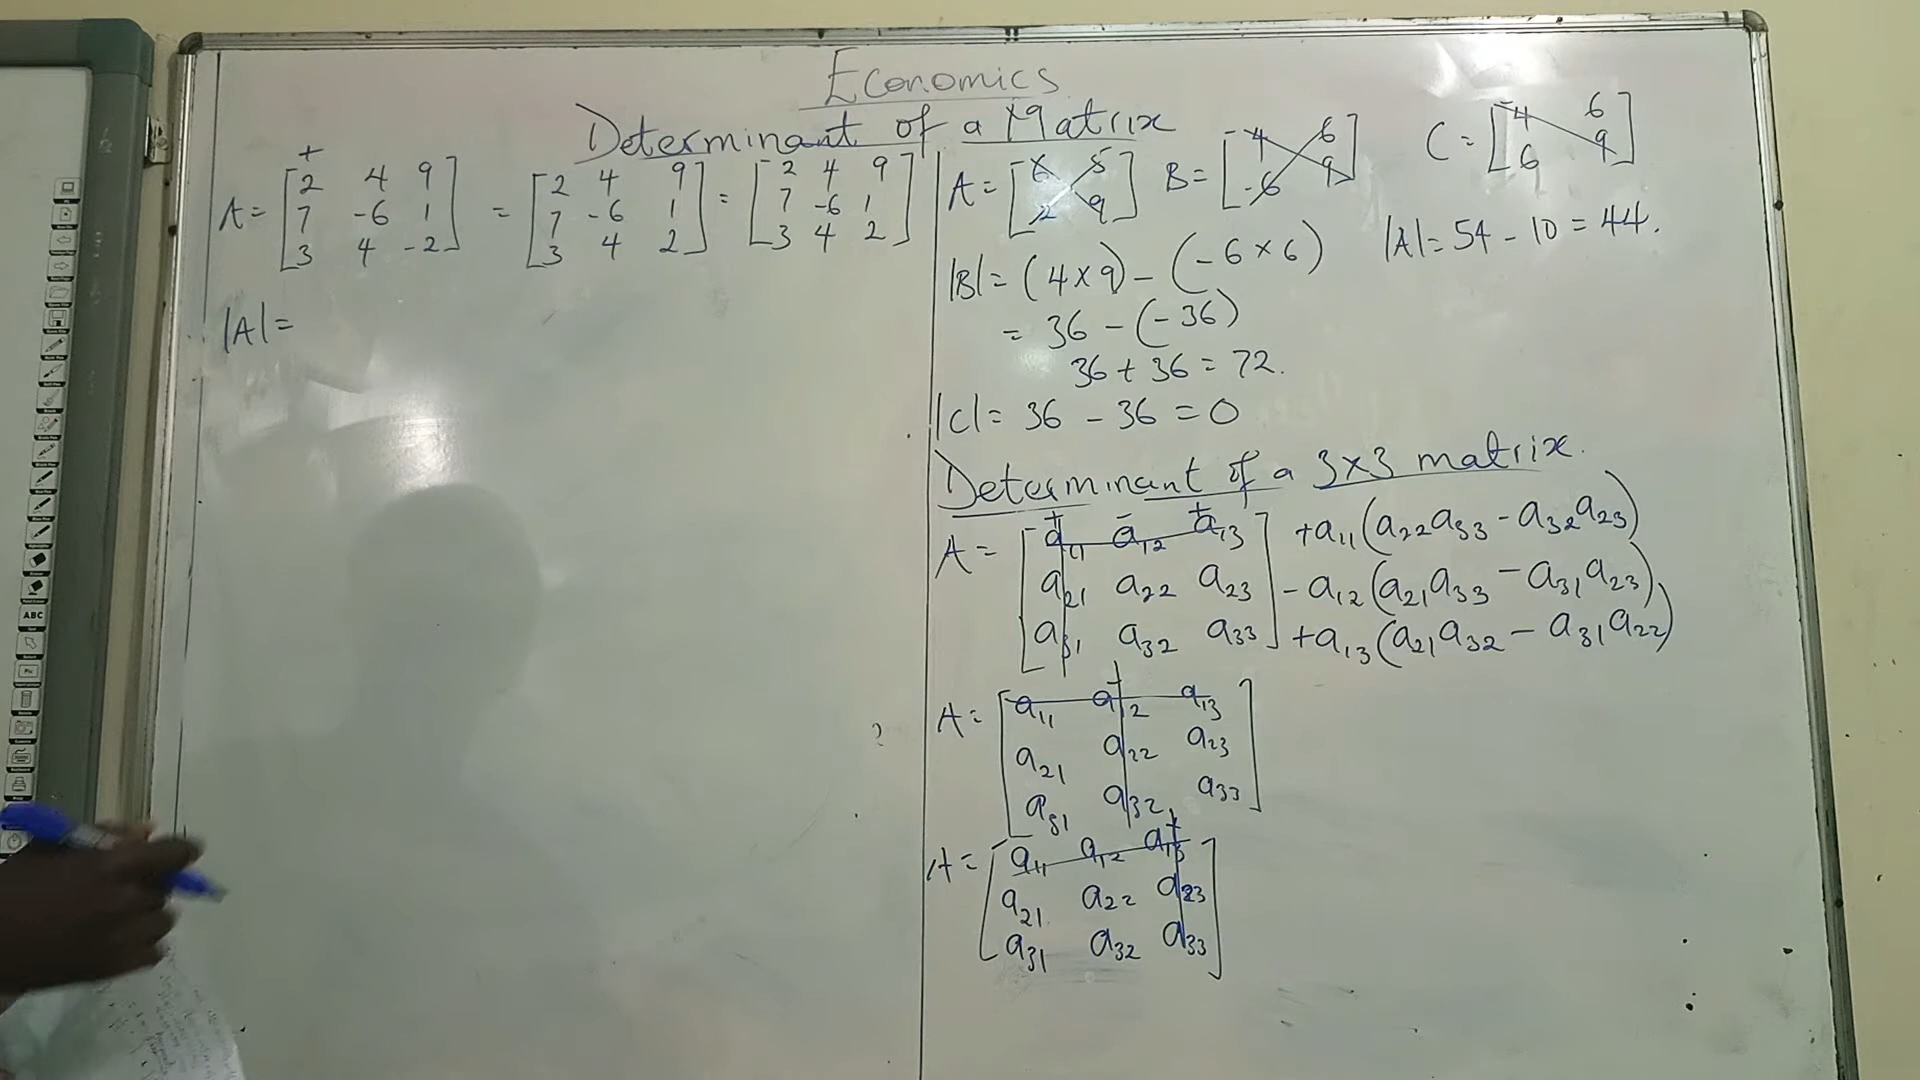 Economics
Determinant of a Matrix
+
A = [2 4 9] = [2 4 9] = [2 4 9]
[7 -6 1] [7 -6 1] [7 -6 1]
[3 4 -2] [3 4 2] [3 4 2]
|A| =
A = [6 5] B = [4 6] C = [4 6]
[2 9] [-6 9] [6 9]
|A| = 54 - 10 = 44.
|B| = (4 × 9) - (-6 × 6)
= 36 - (-36)
36 + 36 = 72.
|C| = 36 - 36 = 0
Determinant of a 3×3 matrix.
+ - +
A = [a11 a12 a13] +a11(a22a33 - a32a23)
[a21 a22 a23] - a12(a21a33 - a31a23)
[a31 a32 a33] +a13(a21a32 - a31a22)
A = [a11 a12 a13]
[a21 a22 a23]
[a31 a32 a33]
A = [a11 a12 a13]
[a21 a22 a23]
[a31 a32 a33]
ABC